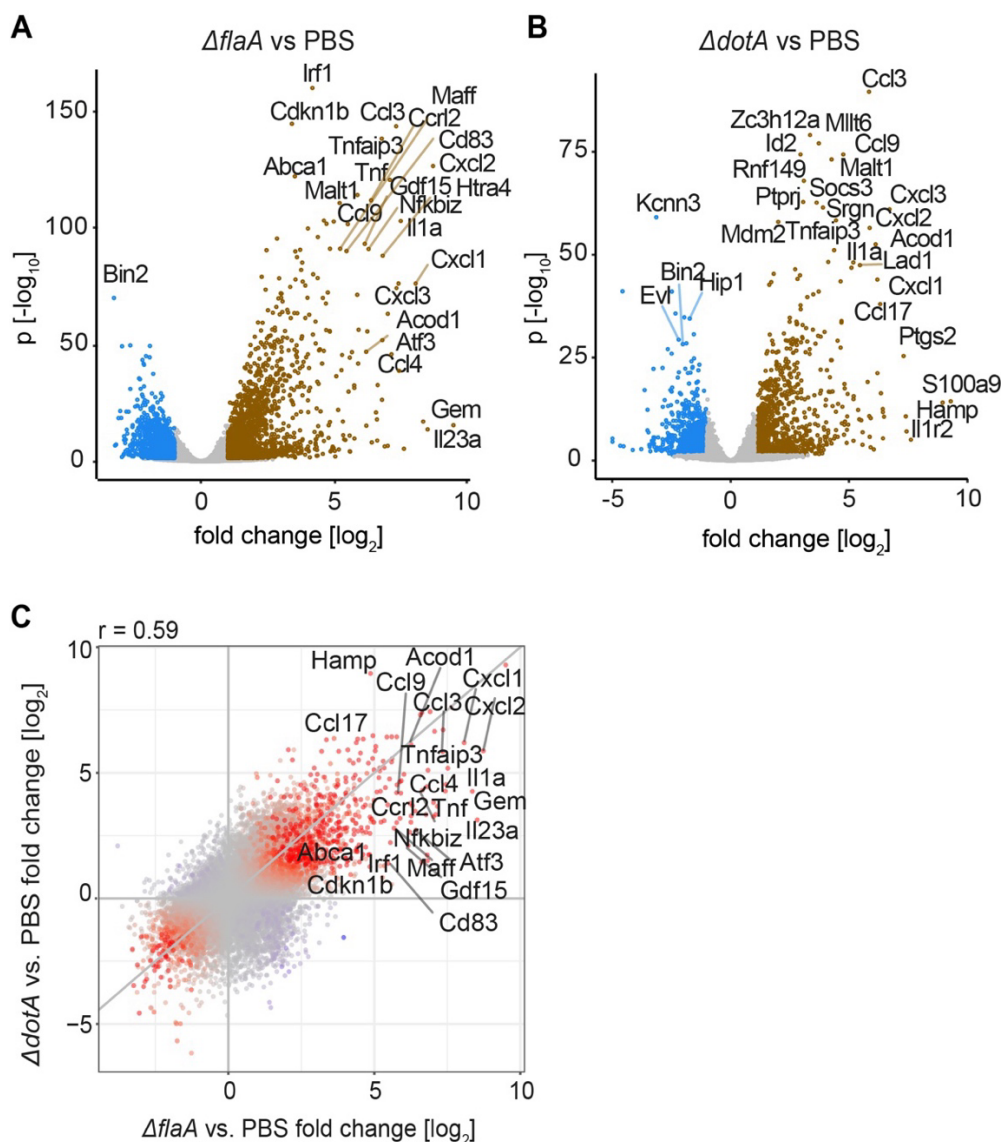 A
ΔflaA vs PBS
Irf1
Maff
Cdkn1b
Ccl3
Ccrl2
Tnfaip3
Cd83
Abca1
Tnf
Cxcl2
Malt1
Gdf15
Htra4
Ccl9
Nfkbiz
Il1a
Bin2
Cxcl1
Cxcl3
Acod1
Atf3
Ccl4
Gem
Il23a
150
100
50
0
p [-log10]
0
5
10
fold change [log2]
B
ΔdotA vs PBS
Ccl3
Zc3h12a
Mllt6
Id2
Ccl9
Rnf149
Malt1
Ptprj
Socs3
Cxcl3
Kcnn3
Srgn
Cxcl2
Mdm2
Tnfaip3
Acod1
Il1a
Lad1
Bin2
Hip1
Cxcl1
Evl
Ccl17
Ptgs2
S100a9
Hamp
Il1r2
75
50
25
0
p [-log10]
-5
0
5
10
fold change [log2]
C
r = 0.59
Hamp
Acod1
Ccl9
Cxcl1
Ccl3
Cxcl2
Ccl17
Tnfaip3
Ccl4
Il1a
Ccrl2
Tnf
Gem
Nfkbiz
Il23a
Abca1
Irf1
Maff
Atf3
Cdkn1b
Gdf15
Cd83
10
5
0
−5
ΔdotA vs. PBS fold change [log2]
0
5
10
ΔflaA vs. PBS fold change [log2]